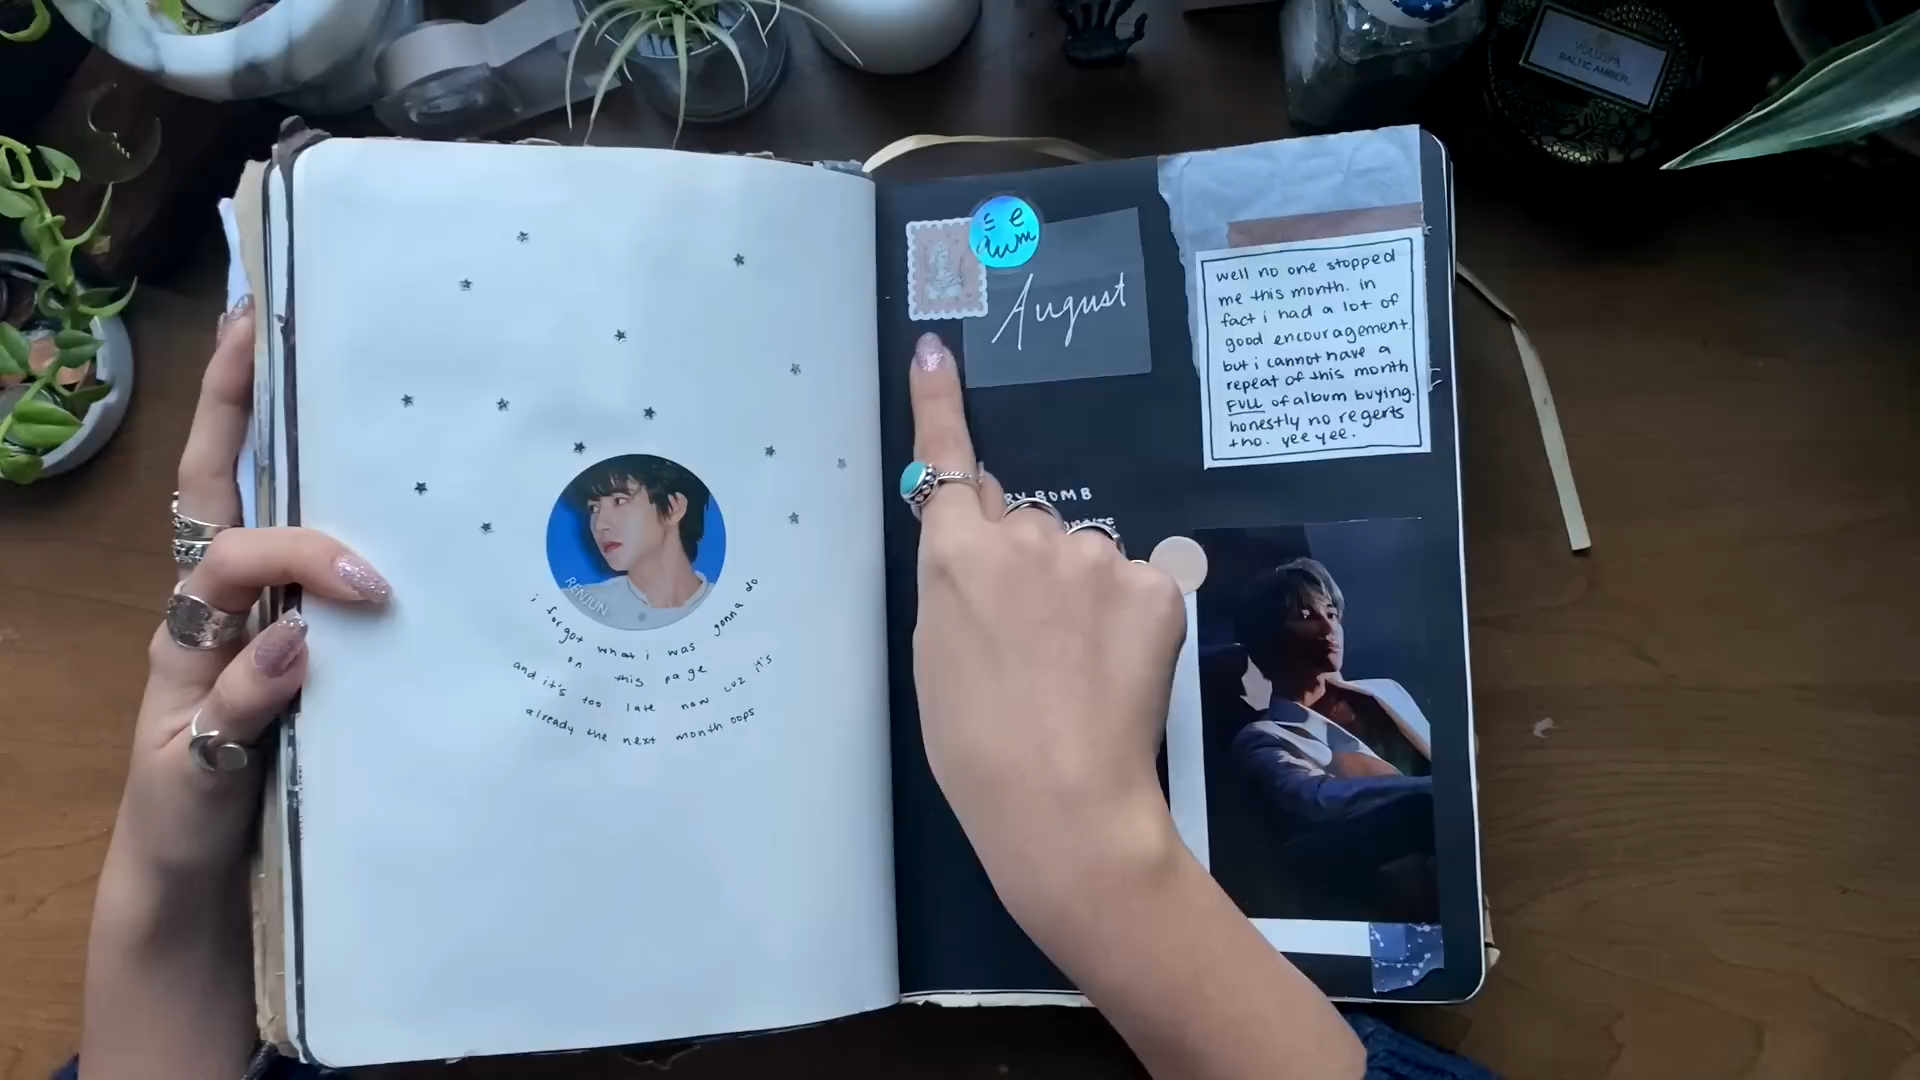 VOLUSPA
BALTIC AMBER
August
well no one stopped
me this month. in
fact i had a lot of
good encouragement.
but i cannot have a
repeat of this month
FULL of album buying.
honestly no regerts
tho. yee yee.
BOMB
RENJUN
i forgot what i was gonna do
on this page
and it's too late now cuz it's
already the next month oops